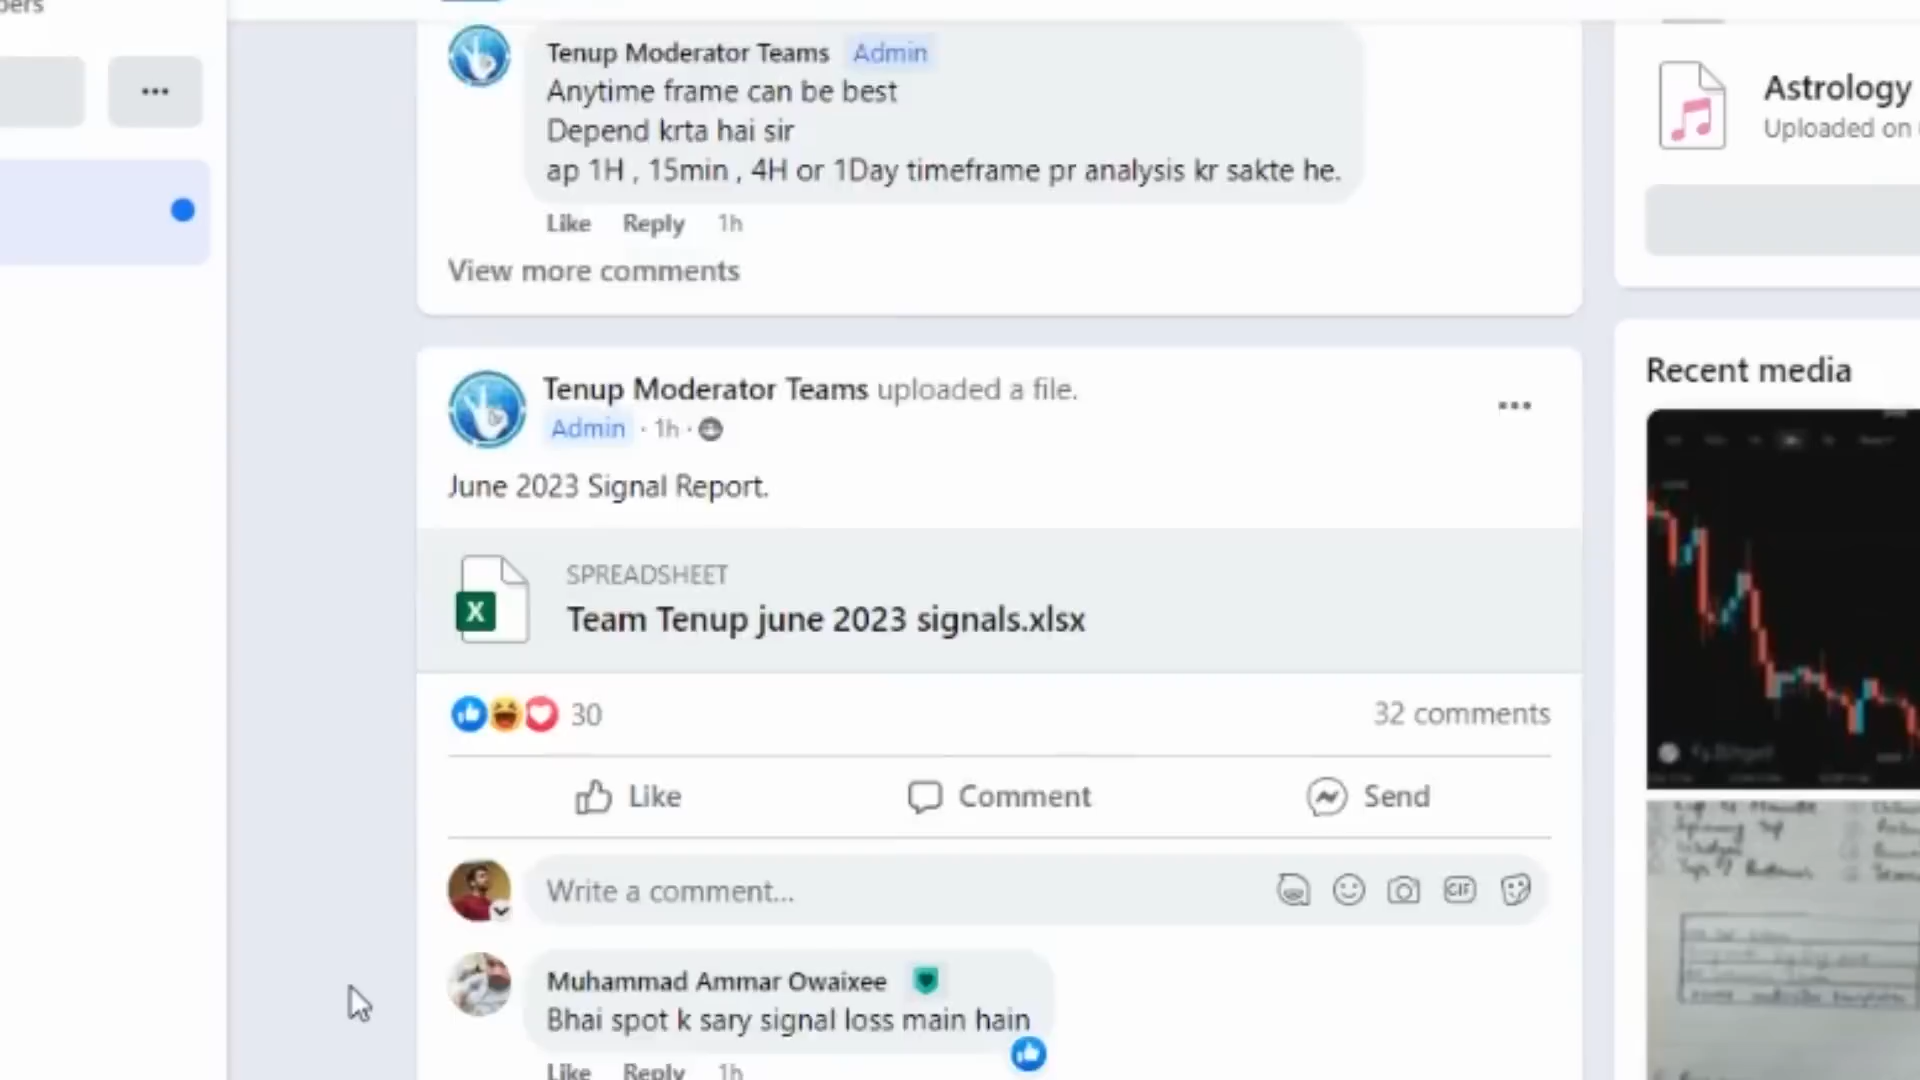 Tenup Moderator Teams Admin
Anytime frame can be best
Depend krta hai sir
ap 1H , 15min , 4H or 1Day timeframe pr analysis kr sakte he.
Like Reply 1h
View more comments
Tenup Moderator Teams uploaded a file.
Admin · 1h ·
June 2023 Signal Report.
SPREADSHEET
Team Tenup june 2023 signals.xlsx
30
32 comments
Like Comment Send
Write a comment...
GIF
Muhammad Ammar Owaixee
Bhai spot k sary signal loss main hain
Like Reply 1h
Astrology
Uploaded on
Recent media